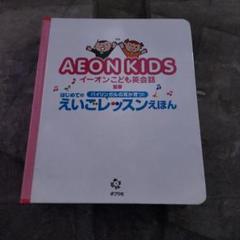 AEON KIDS
イーオンこども英会話
監修
はじめての バイリンガルの耳が育つ!
えいごレッスンえほん
ポプラ社